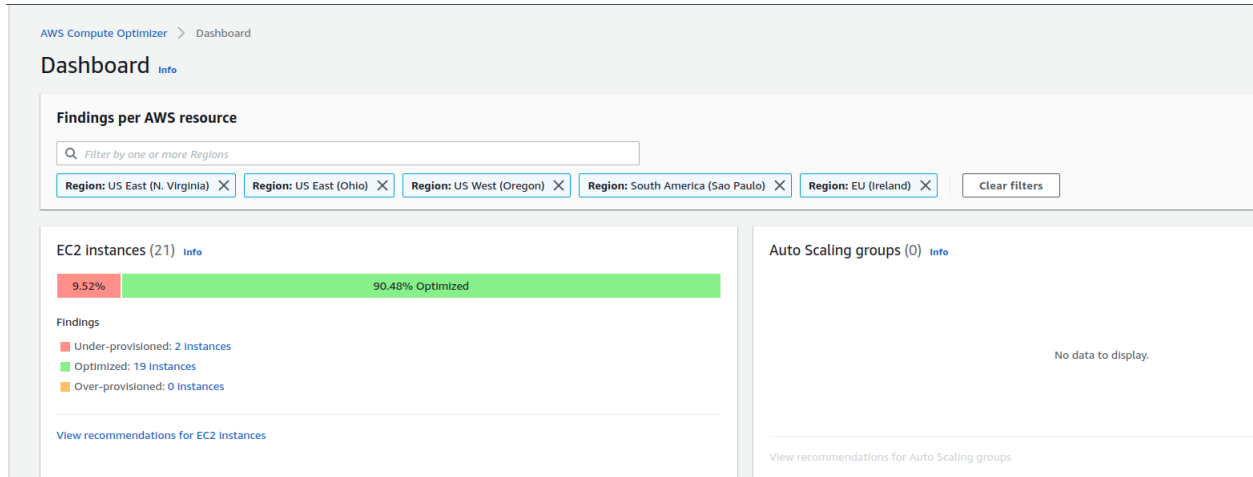 AWS Compute Optimizer > Dashboard
Dashboard Info
Findings per AWS resource
Filter by one or more Regions
Region: US East (N. Virginia) Region: US East (Ohio) Region: US West (Oregon) Region: South America (Sao Paulo) Region: EU (Ireland) Clear filters
EC2 instances (21) Info
9.52% 90.48% Optimized
Findings
Under-provisioned: 2 instances
Optimized: 19 instances
Over-provisioned: 0 instances
View recommendations for EC2 instances
Auto Scaling groups (0) Info
No data to display.
View recommendations for Auto Scaling groups